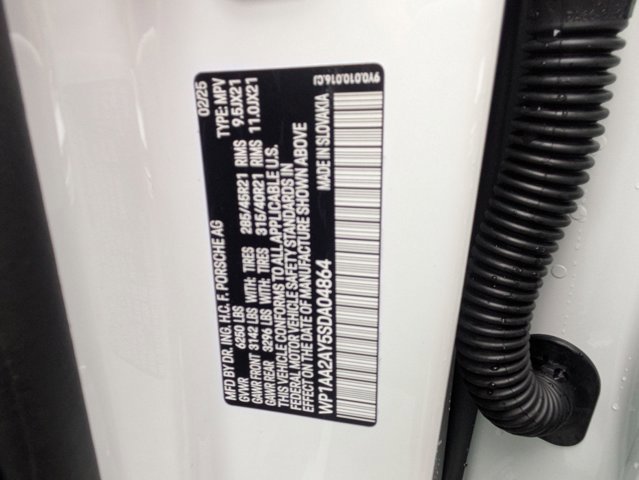 MFD BY DR. ING. H.C. F. PORSCHE AG 02/25
GVWR 6250 LBS TYPE: MPV
GAWR FRONT 3142 LBS WITH: TIRES 285/45R21 RIMS 9.5JX21
GAWR REAR 3296 LBS WITH: TIRES 315/40R21 RIMS 11.0JX21
THIS VEHICLE CONFORMS TO ALL APPLICABLE U.S.
FEDERAL MOTOR VEHICLE SAFETY STANDARDS IN
EFFECT ON THE DATE OF MANUFACTURE SHOWN ABOVE
WP1AA2AY5SDA04864 MADE IN SLOVAKIA
9Y0.010.016.CJ